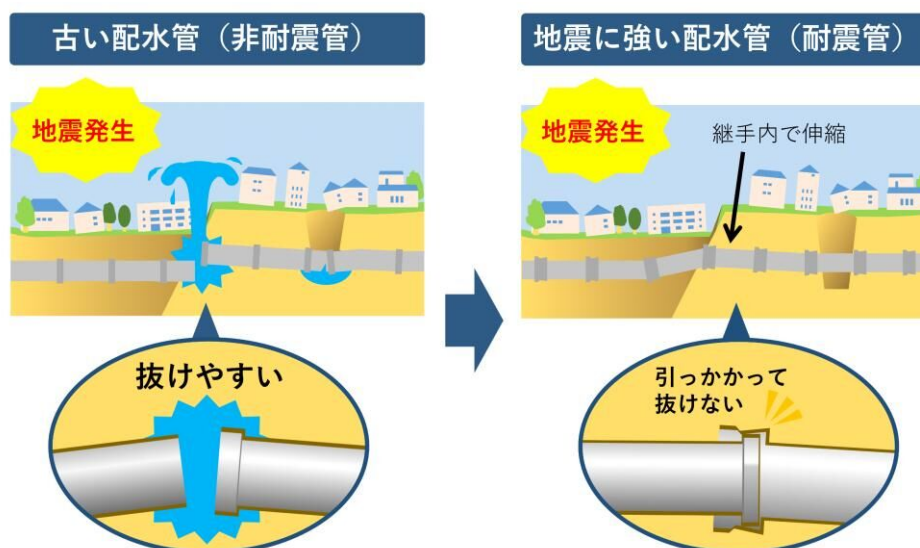 古い配水管（非耐震管）
地震発生
抜けやすい
地震に強い配水管（耐震管）
地震発生
継手内で伸縮
引っかかって
抜けない